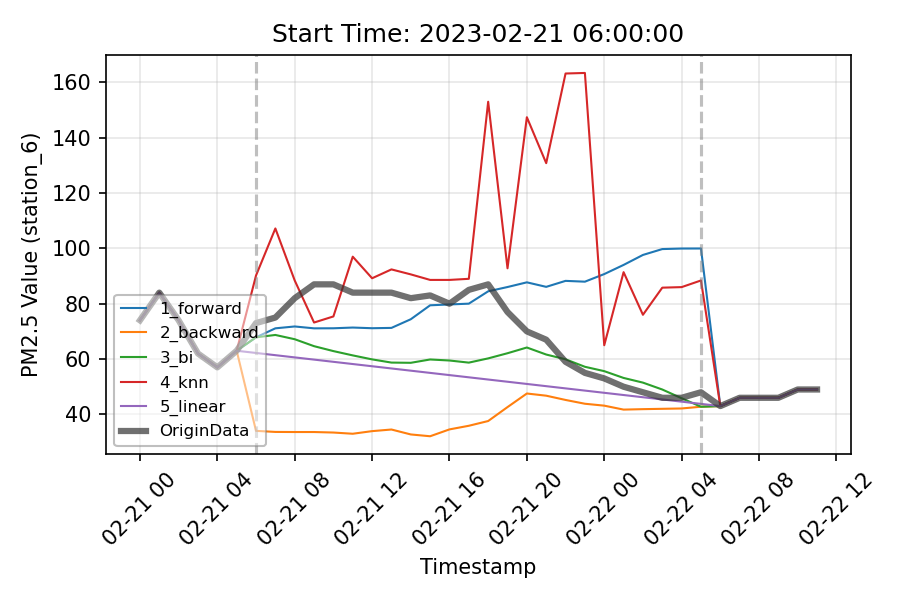 Start Time: 2023-02-21 06:00:00
PM2.5 Value (station_6)
160
140
120
100
80
60
40
1_forward
2_backward
3_bi
4_knn
5_linear
OriginData
02-21 00
02-21 04
02-21 08
02-21 12
02-21 16
02-21 20
02-22 00
02-22 04
02-22 08
02-22 12
Timestamp